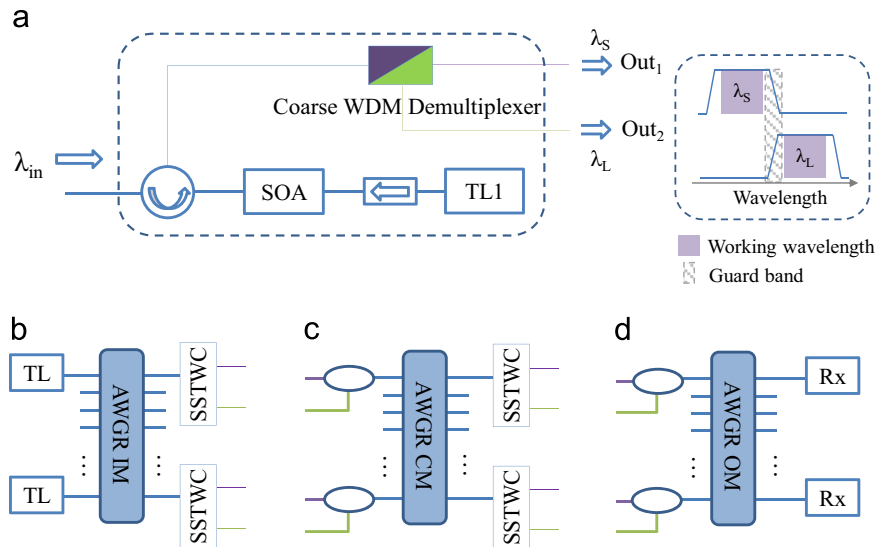 a
λS
Out1
Coarse WDM Demultiplexer
Out2
λL
λin
SOA
TL1
λS
λL
Wavelength
Working wavelength
Guard band
b
c
d
TL
AWGR IM
SSTWC
AWGR CM
SSTWC
AWGR OM
Rx
TL
SSTWC
SSTWC
Rx